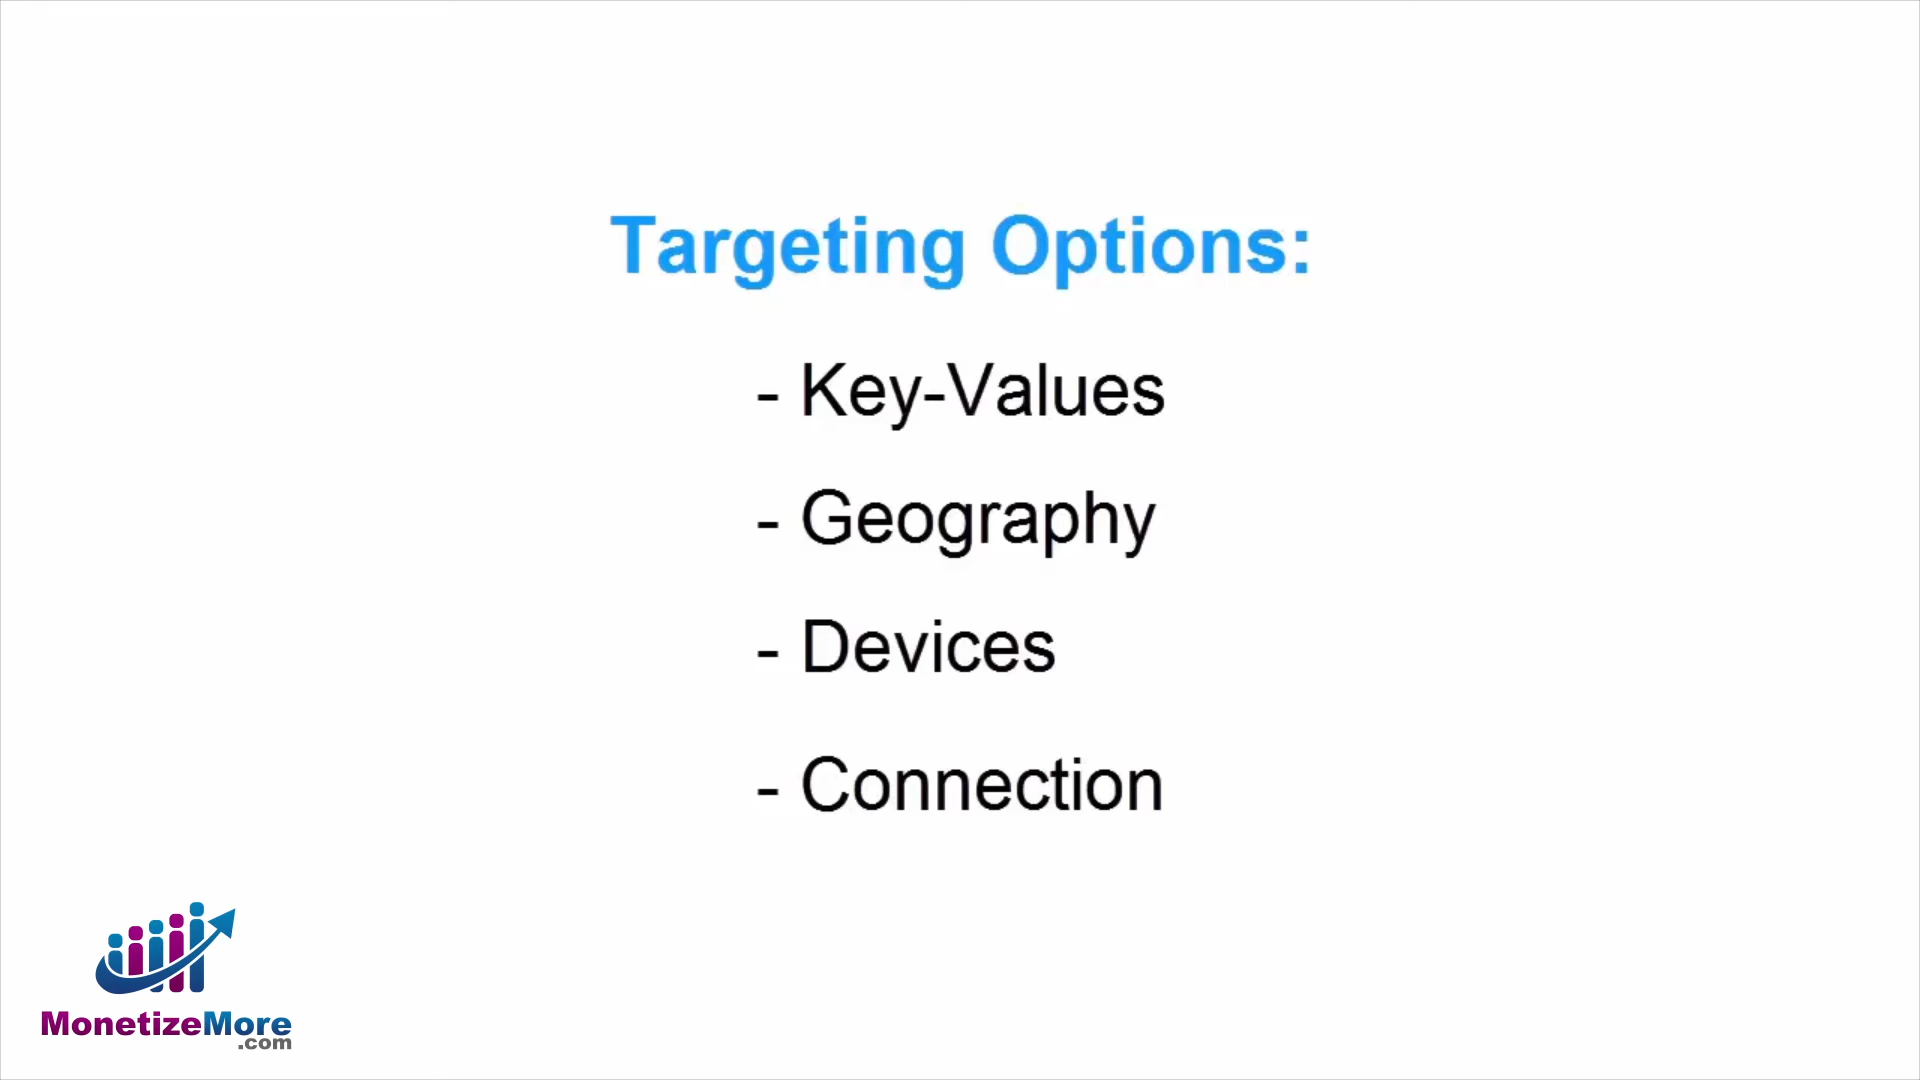 Targeting Options:
- Key-Values
- Geography
- Devices
- Connection
MonetizeMore
.com